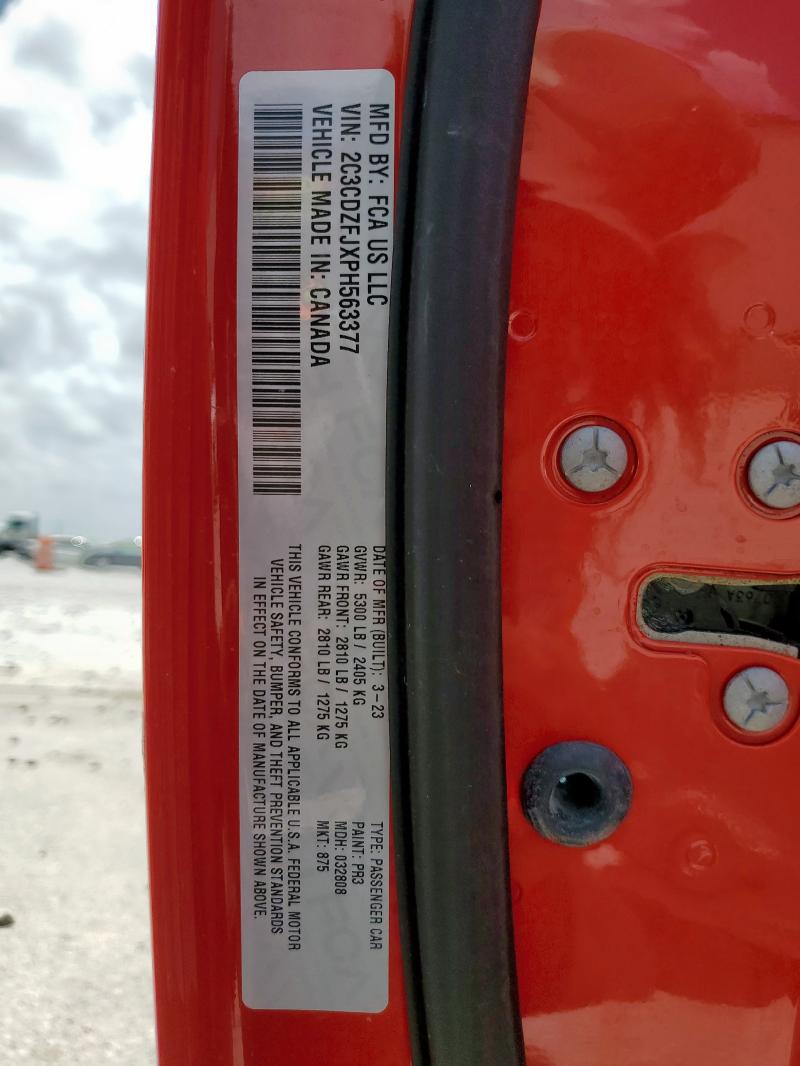 MFD BY: FCA US LLC
VIN: 2C3CDZFJXPH563377
VEHICLE MADE IN: CANADA
DATE OF MFR (BUILT): 3-23
GVWR: 5300 LB / 2405 KG
GAWR FRONT: 2810 LB / 1275 KG
GAWR REAR: 2810 LB / 1275 KG
THIS VEHICLE CONFORMS TO ALL APPLICABLE U.S.A. FEDERAL MOTOR
VEHICLE SAFETY, BUMPER, AND THEFT PREVENTION STANDARDS
IN EFFECT ON THE DATE OF MANUFACTURE SHOWN ABOVE.
TYPE: PASSENGER CAR
PAINT: PR3
MDH: 032808
MKT: 875